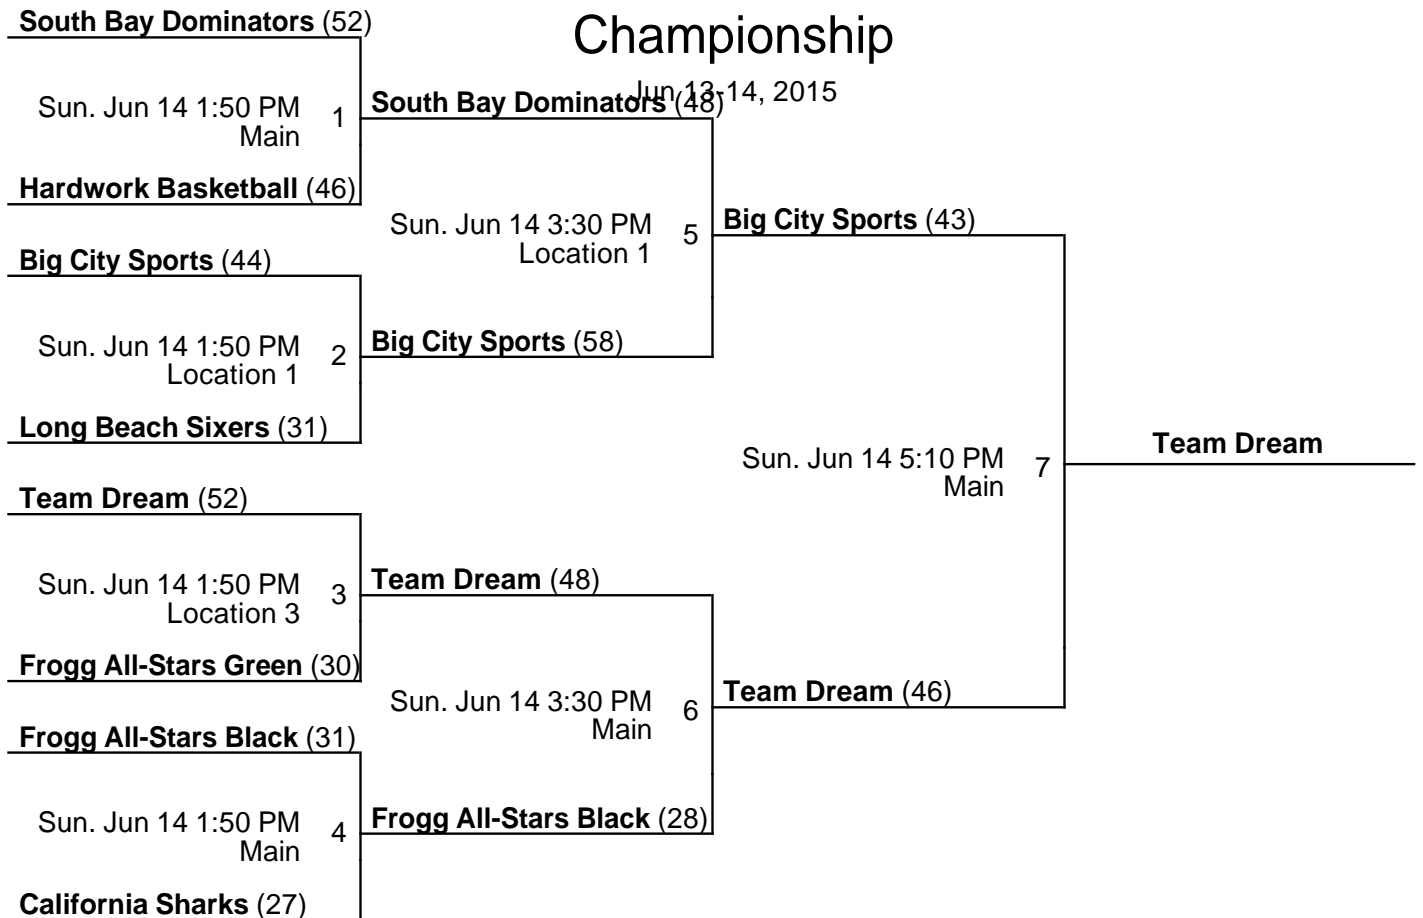 Championship
Jun 13-14, 2015
South Bay Dominators (52)
Sun. Jun 14 1:50 PM
Main
1
Hardwork Basketball (46)
South Bay Dominators (48)
Big City Sports (44)
Sun. Jun 14 1:50 PM
Location 1
2
Long Beach Sixers (31)
Big City Sports (58)
Sun. Jun 14 3:30 PM
Location 1
5
Big City Sports (43)
Team Dream (52)
Sun. Jun 14 1:50 PM
Location 3
3
Frogg All-Stars Green (30)
Team Dream (48)
Frogg All-Stars Black (31)
Sun. Jun 14 1:50 PM
Main
4
California Sharks (27)
Frogg All-Stars Black (28)
Sun. Jun 14 3:30 PM
Main
6
Team Dream (46)
Sun. Jun 14 5:10 PM
Main
7
Team Dream